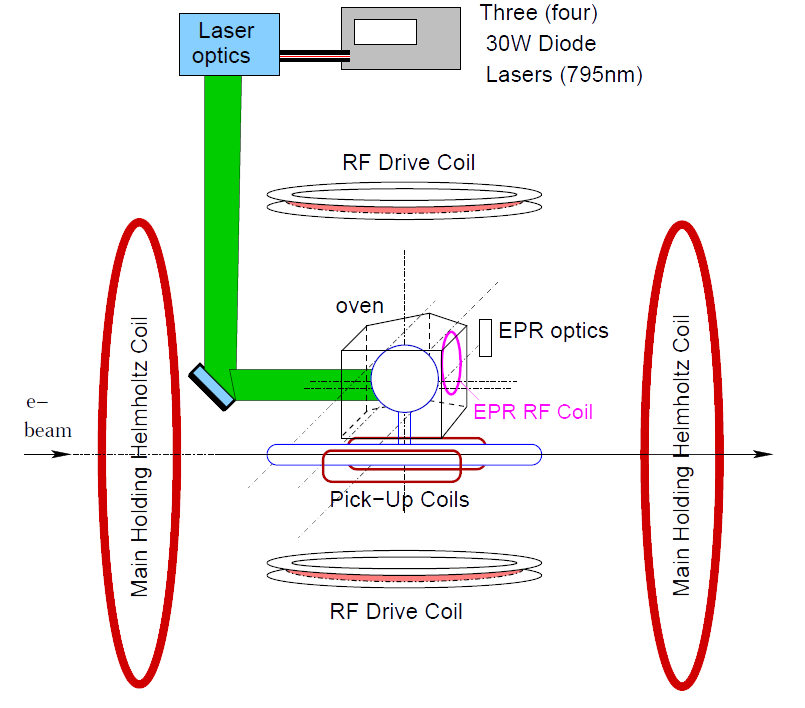 Three (four)
30W Diode
Lasers (795nm)
Laser
optics
RF Drive Coil
oven
EPR optics
EPR RF Coil
e−
beam
Main Holding Helmholtz Coil
Main Holding Helmholtz Coil
Pick−Up Coils
RF Drive Coil